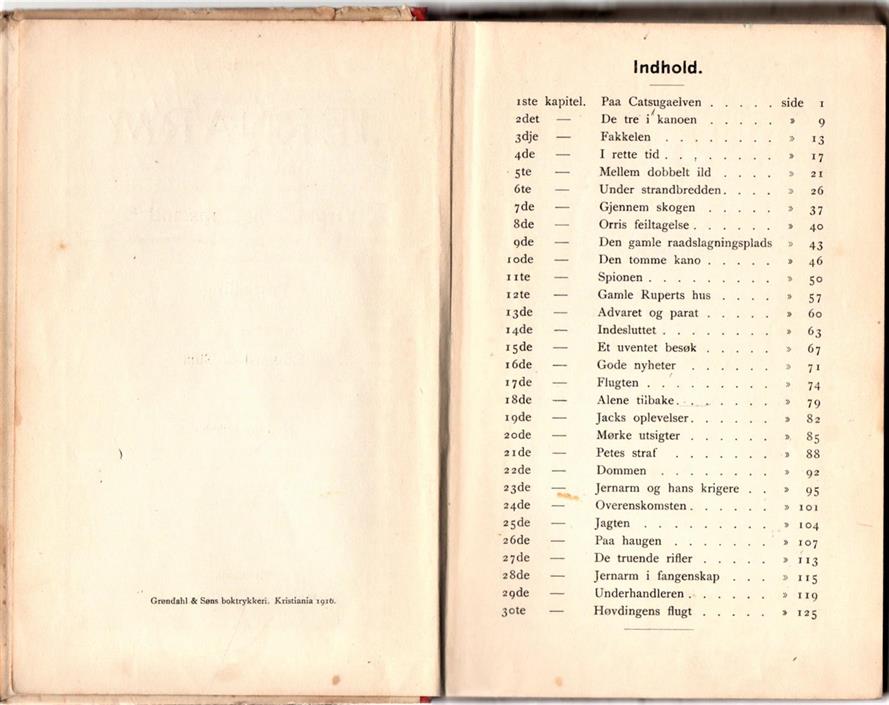 Grøndahl & Søns boktrykkeri. Kristiania 1916.
Indhold.
1ste kapitel. Paa Catsugaelven . . . . . side 1
2det — De tre i kanoen . . . . . » 9
3dje — Fakkelen . . . . . . . . » 13
4de — I rette tid . . . . . . . . » 17
5te — Mellem dobbelt ild . . . . » 21
6te — Under strandbredden . . . . » 26
7de — Gjennem skogen . . . . . » 37
8de — Orris feiltagelse . . . . . . » 40
9de — Den gamle raadslagningsplads » 43
10de — Den tomme kano . . . . . » 46
11te — Spionen . . . . . . . . . » 50
12te — Gamle Ruperts hus . . . . » 57
13de — Advaret og parat . . . . . » 60
14de — Indesluttet . . . . . . . . » 63
15de — Et uventet besøk . . . . . » 67
16de — Gode nyheter . . . . . . » 71
17de — Flugten . . . . . . . . . » 74
18de — Alene tilbake . . . . . . . » 79
19de — Jacks oplevelser . . . . . . » 82
20de — Mørke utsigter . . . . . . » 85
21de — Petes straf . . . . . . . » 88
22de — Dommen . . . . . . . . » 92
23de — Jernarm og hans krigere . . » 95
24de — Overenskomsten . . . . . . » 101
25de — Jagten . . . . . . . . . » 104
26de — Paa haugen . . . . . . . » 107
27de — De truende rifler . . . . . » 113
28de — Jernarm i fangenskap . . . » 115
29de — Underhandleren . . . . . . » 119
30te — Høvdingens flugt . . . . . » 125